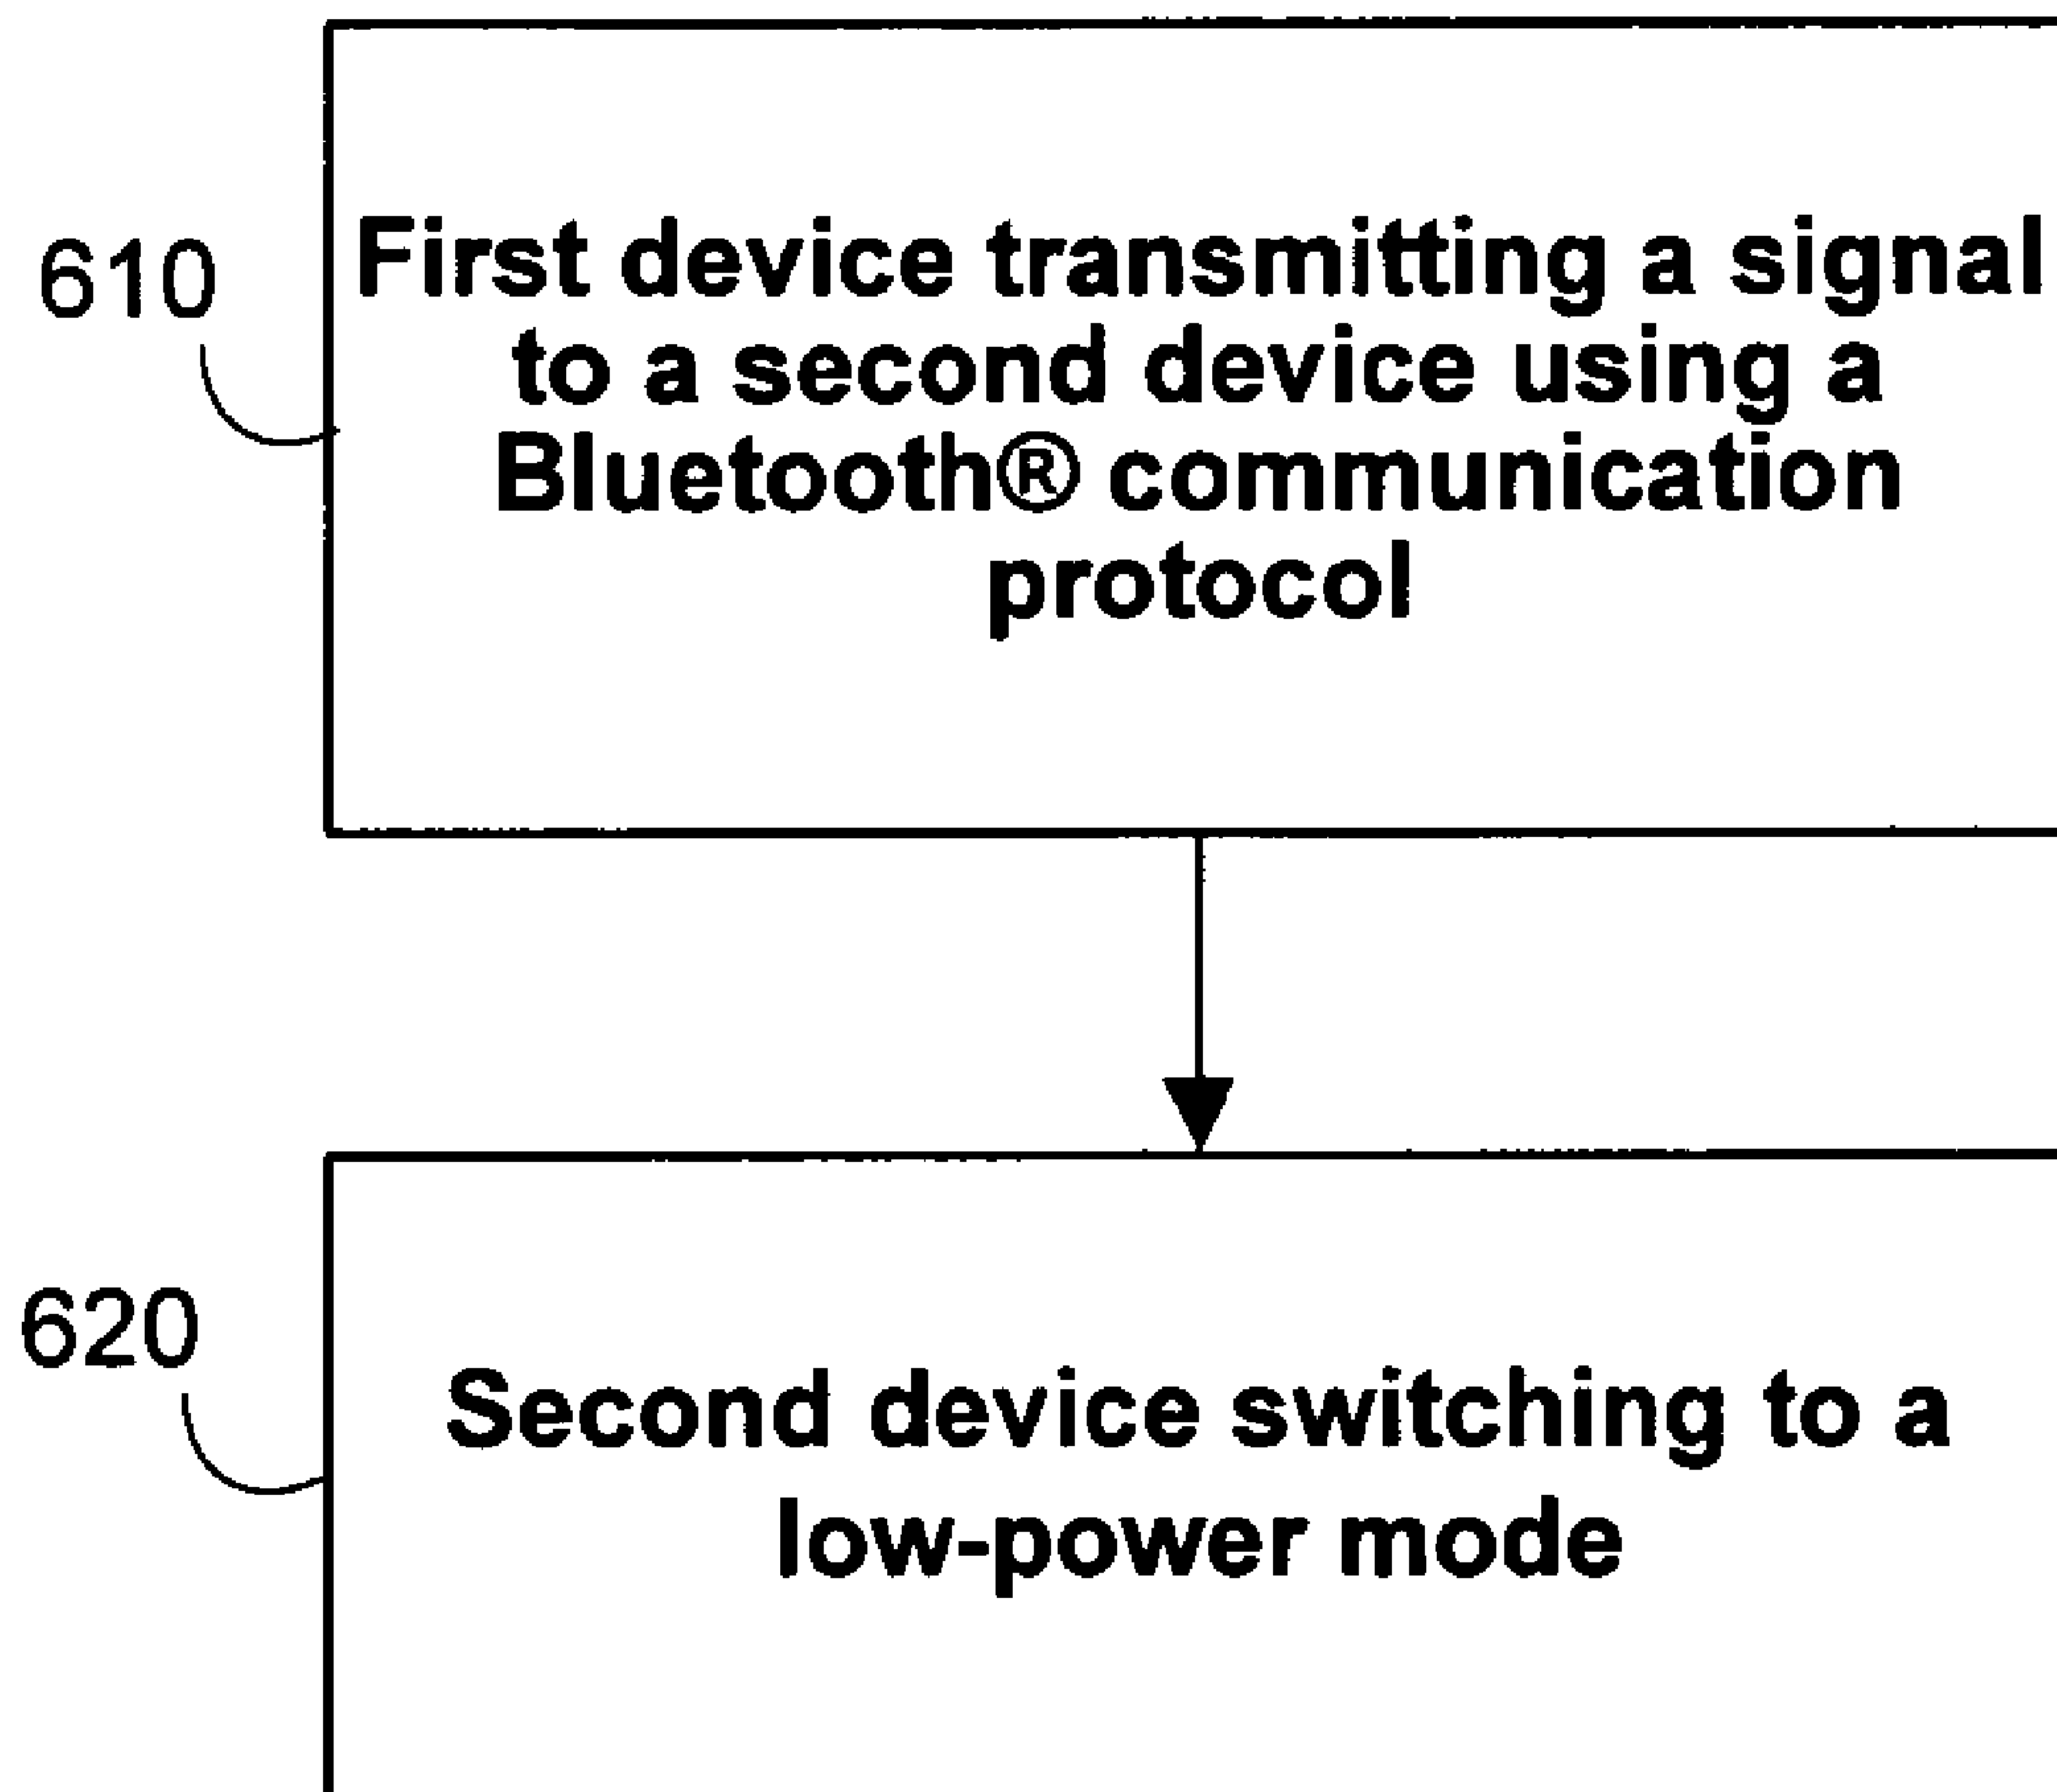 610
First device transmitting a signal
to a second device using a
Bluetooth® communication
protocol
620
Second device switching to a
low-power mode